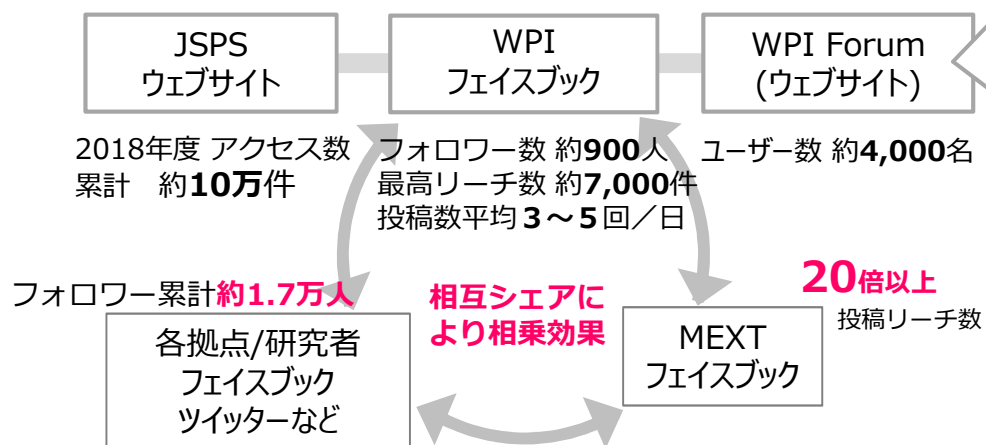 JSPS
ウェブサイト
WPI
フェイスブック
WPI Forum
(ウェブサイト)
2018年度 アクセス数
累計　約10万件
フォロワー数 約900人
最高リーチ数 約7,000件
投稿数平均３～５回／日
ユーザー数 約4,000名
フォロワー累計約1.7万人
各拠点/研究者
フェイスブック
ツイッターなど
相互シェアに
より相乗効果
20倍以上
投稿リーチ数
MEXT
フェイスブック